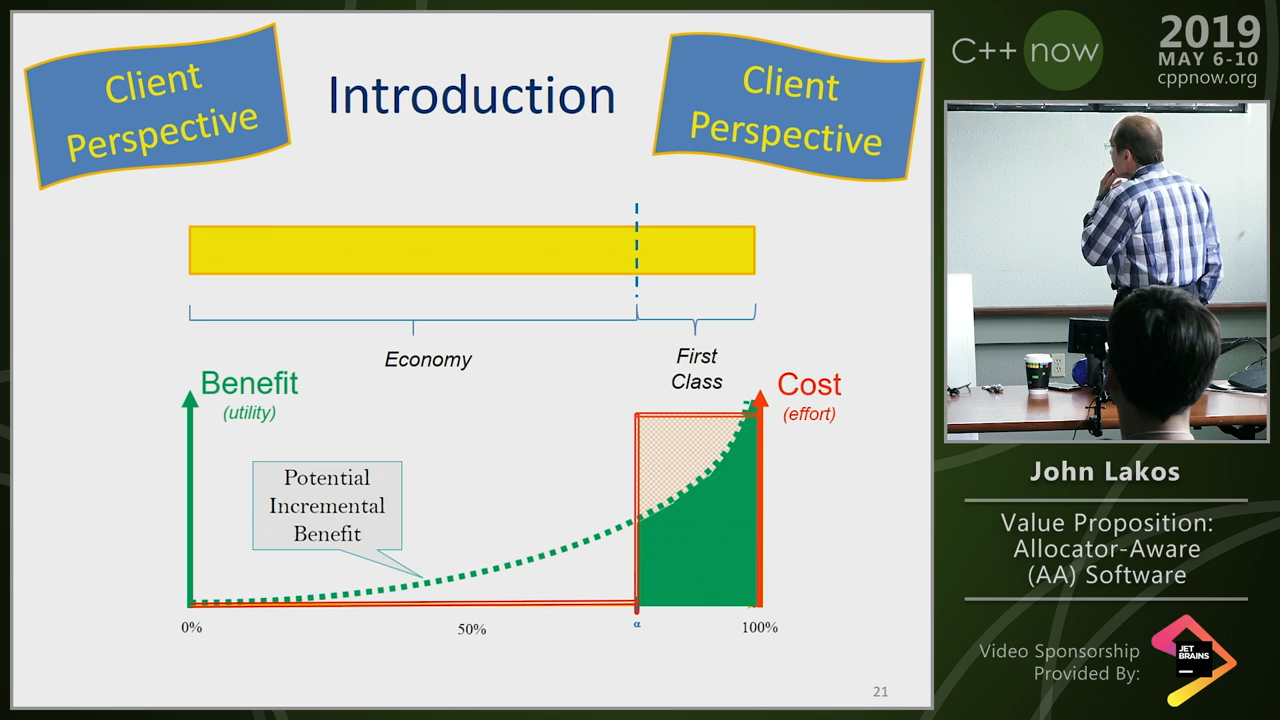 Client
Perspective
Introduction
Client
Perspective
Economy
First
Class
Benefit
(utility)
Cost
(effort)
Potential
Incremental
Benefit
0%
50%
α
100%
21
C++ now
2019
MAY 6-10
cppnow.org
John Lakos
Value Proposition:
Allocator-Aware
(AA) Software
Video Sponsorship
Provided By:
JET
BRAINS